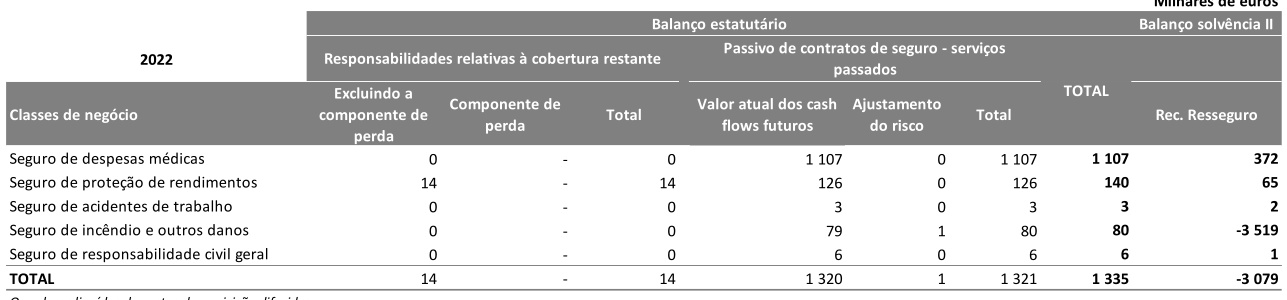 Milhares de euros
Balanço estatutário Balanço solvência II
2022 Responsabilidades relativas à cobertura restante Passivo de contratos de seguro - serviços passados TOTAL
Classes de negócio Excluindo a componente de perda Componente de perda Total Valor atual dos cash flows futuros Ajustamento do risco Total Rec. Resseguro
Seguro de despesas médicas 0 - 0 1 107 0 1 107 1 107 372
Seguro de proteção de rendimentos 14 - 14 126 0 126 140 65
Seguro de acidentes de trabalho 0 - 0 3 0 3 3 2
Seguro de incêndio e outros danos 0 - 0 79 1 80 80 -3 519
Seguro de responsabilidade civil geral 0 - 0 6 0 6 6 1
TOTAL 14 - 14 1 320 1 1 321 1 335 -3 079